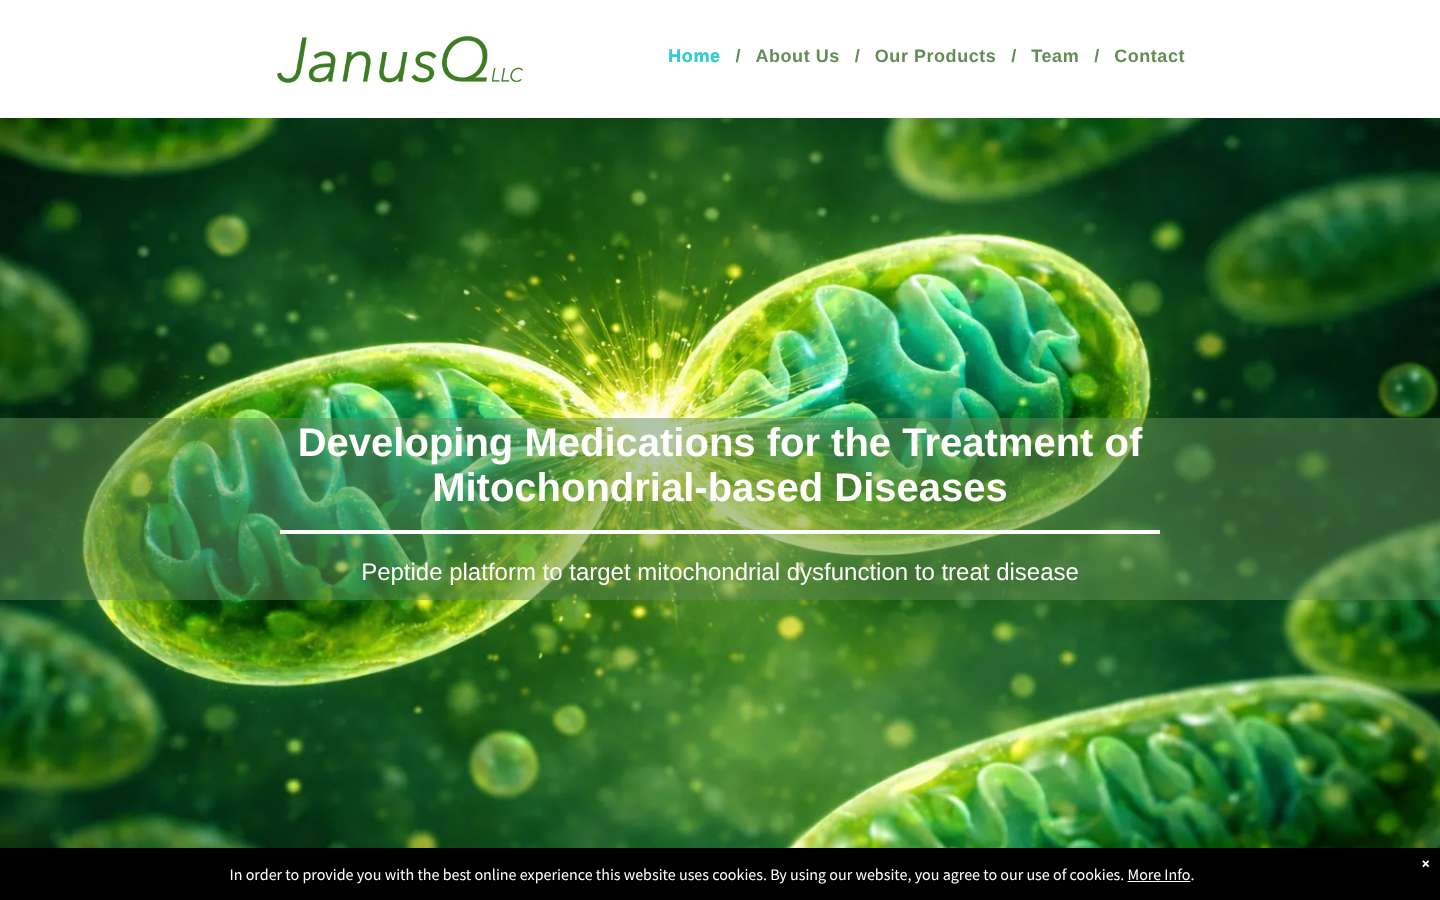 JanusQ LLC
Home / About Us / Our Products / Team / Contact
Developing Medications for the Treatment of
Mitochondrial-based Diseases
Peptide platform to target mitochondrial dysfunction to treat disease
×
In order to provide you with the best online experience this website uses cookies. By using our website, you agree to our use of cookies. More Info.